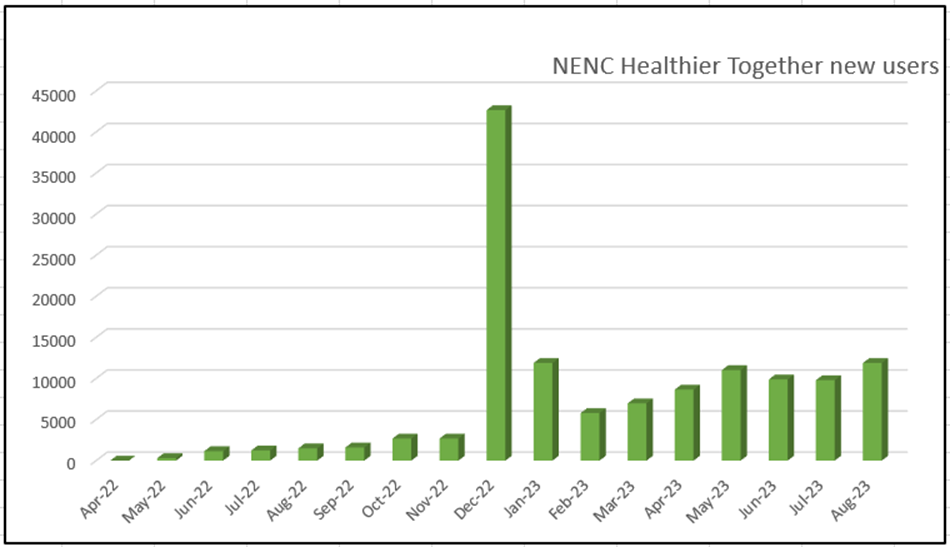 NENC Healthier Together new users
45000
40000
35000
30000
25000
20000
15000
10000
5000
0
Apr-22
May-22
Jun-22
Jul-22
Aug-22
Sep-22
Oct-22
Nov-22
Dec-22
Jan-23
Feb-23
Mar-23
Apr-23
May-23
Jun-23
Jul-23
Aug-23